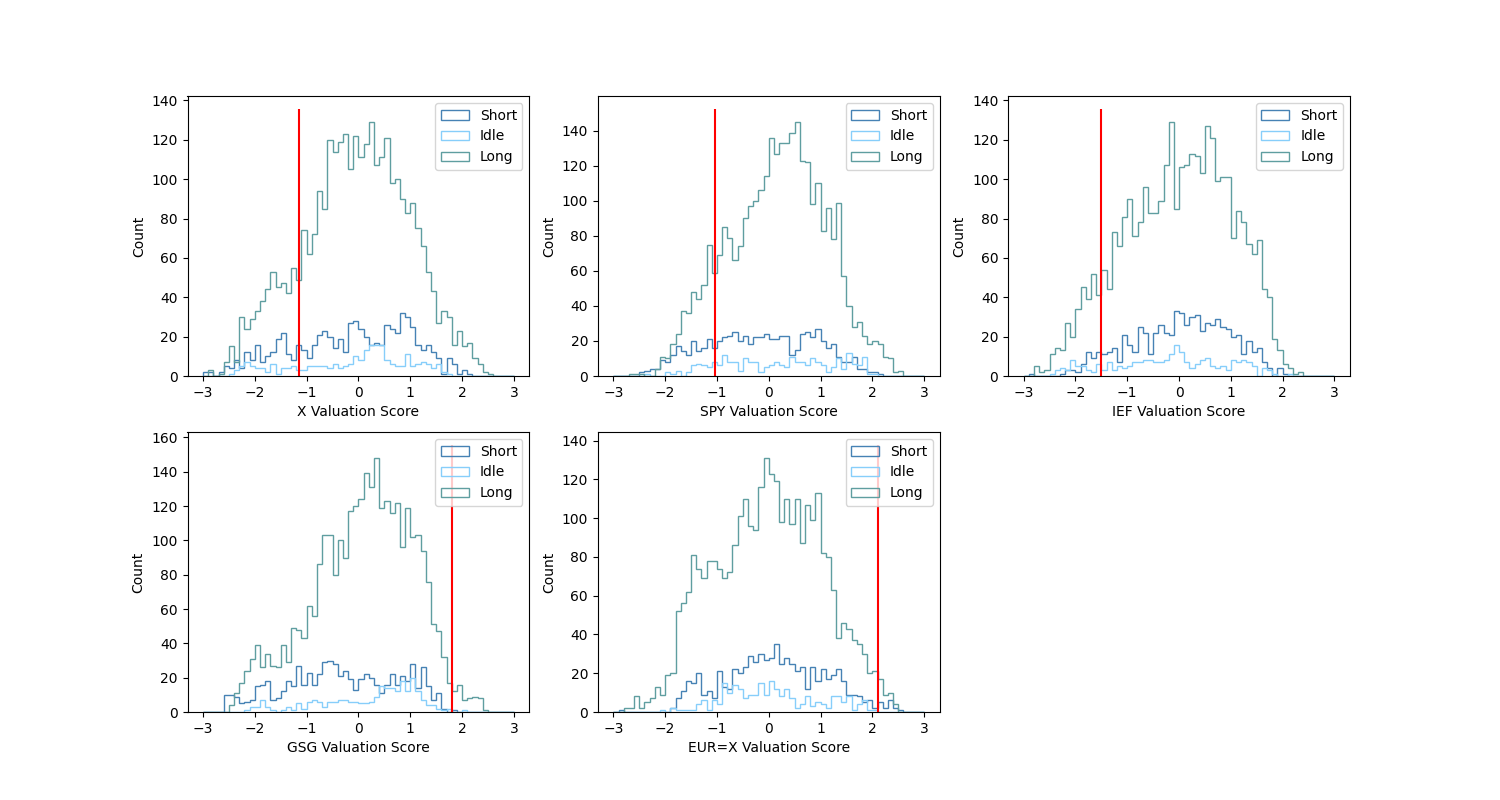 140
120
100
80
60
40
20
0
Count
−3 −2 −1 0 1 2 3
X Valuation Score
Short
Idle
Long
140
120
100
80
60
40
20
0
Count
−3 −2 −1 0 1 2 3
SPY Valuation Score
Short
Idle
Long
140
120
100
80
60
40
20
0
Count
−3 −2 −1 0 1 2 3
IEF Valuation Score
Short
Idle
Long
160
140
120
100
80
60
40
20
0
Count
−3 −2 −1 0 1 2 3
GSG Valuation Score
Short
Idle
Long
140
120
100
80
60
40
20
0
Count
−3 −2 −1 0 1 2 3
EUR=X Valuation Score
Short
Idle
Long